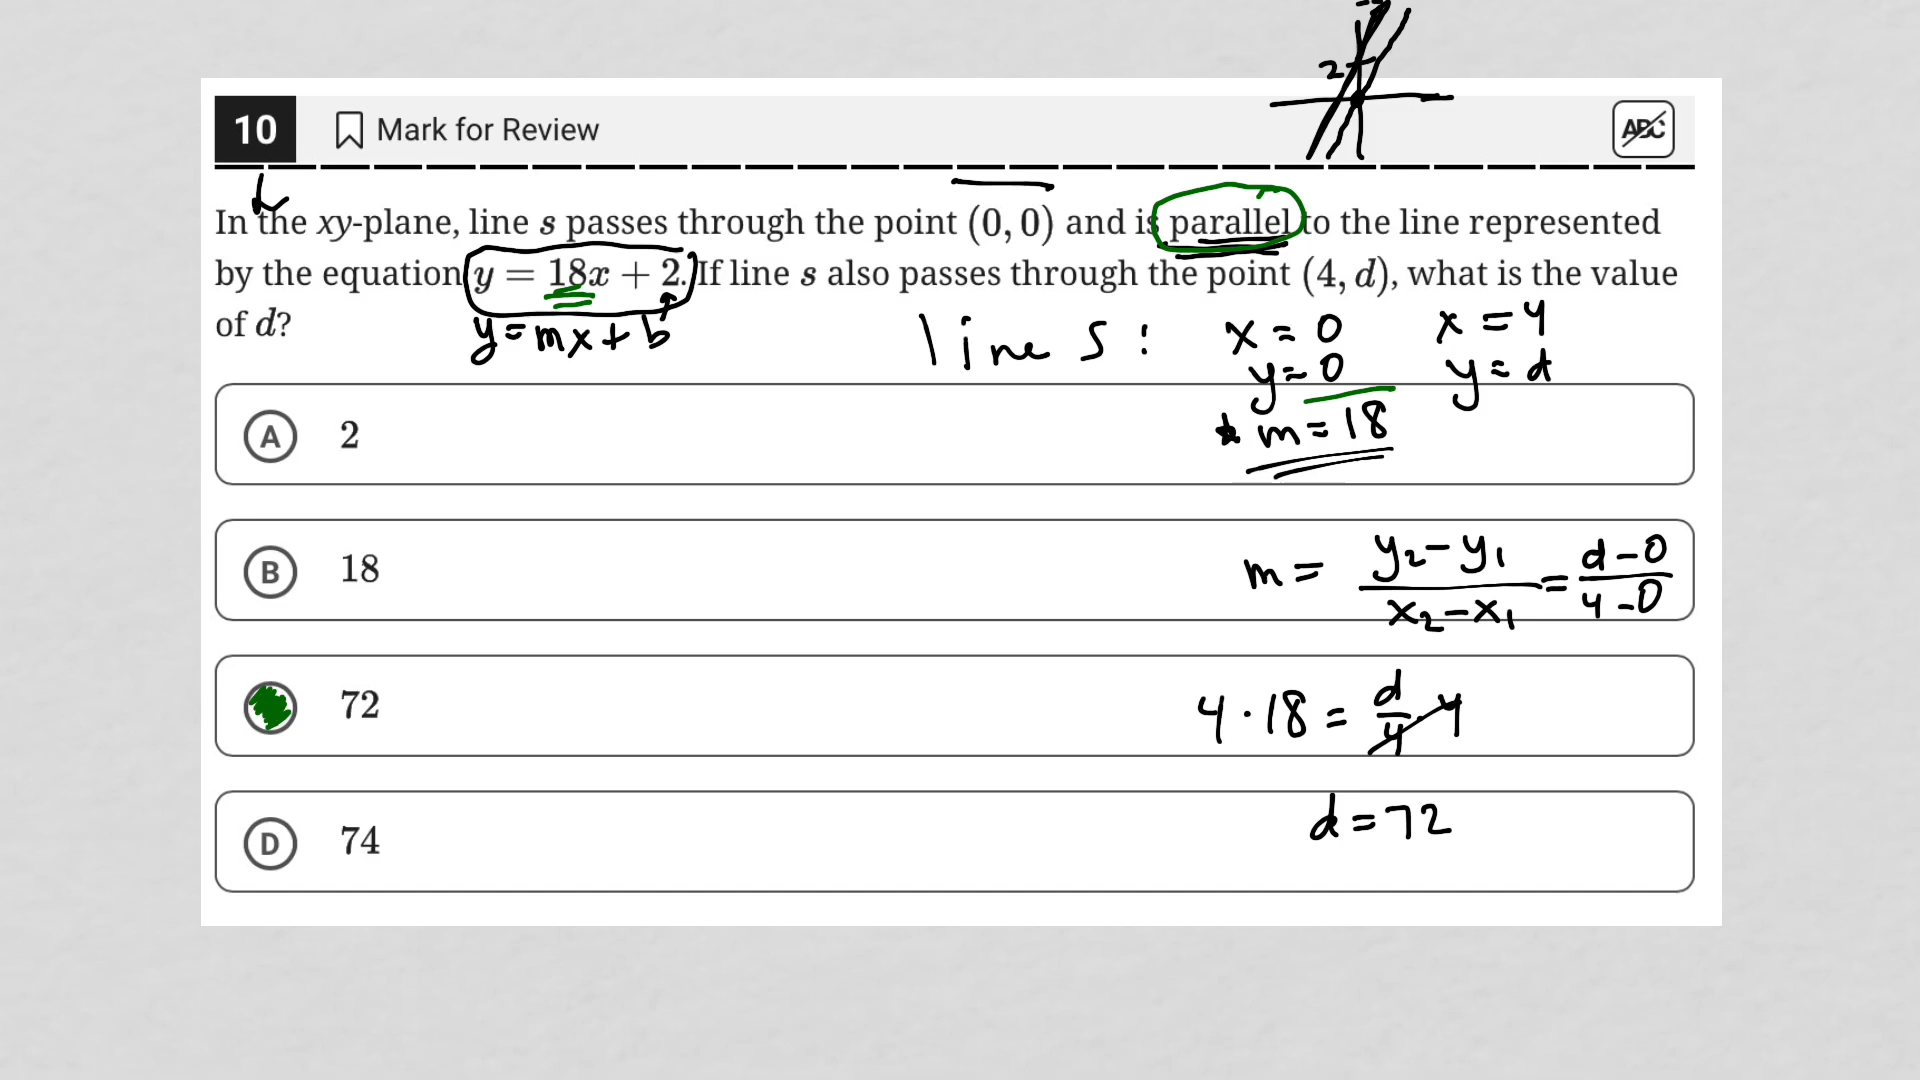 2
10 Mark for Review ABC
In the xy-plane, line s passes through the point (0, 0) and is parallel to the line represented
by the equation y = 18x + 2. If line s also passes through the point (4, d), what is the value
of d?
y = mx + b
line s : x = 0 x = 4
y = 0 y = d
m = 18
A 2
B 18
m = y₂ - y₁ / x₂ - x₁ = d - 0 / 4 - 0
72
4 · 18 = d/4 · 4
D 74
d = 72